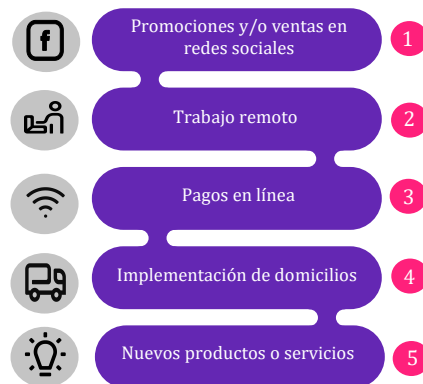 Promociones y/o ventas en
redes sociales
1
Trabajo remoto
2
Pagos en línea
3
Implementación de domicilios
4
Nuevos productos o servicios
5